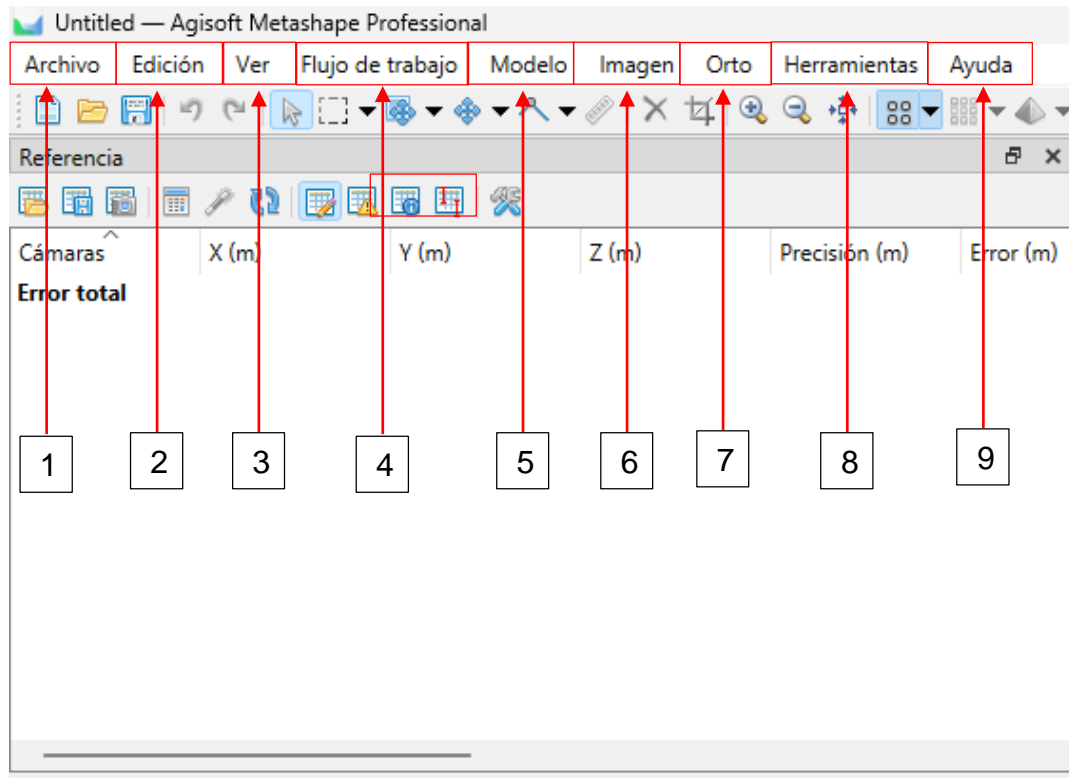 Untitled — Agisoft Metashape Professional
Archivo Edición Ver Flujo de trabajo Modelo Imagen Orto Herramientas Ayuda
Referencia
Cámaras X (m) Y (m) Z (m) Precisión (m) Error (m)
Error total
1 2 3 4 5 6 7 8 9